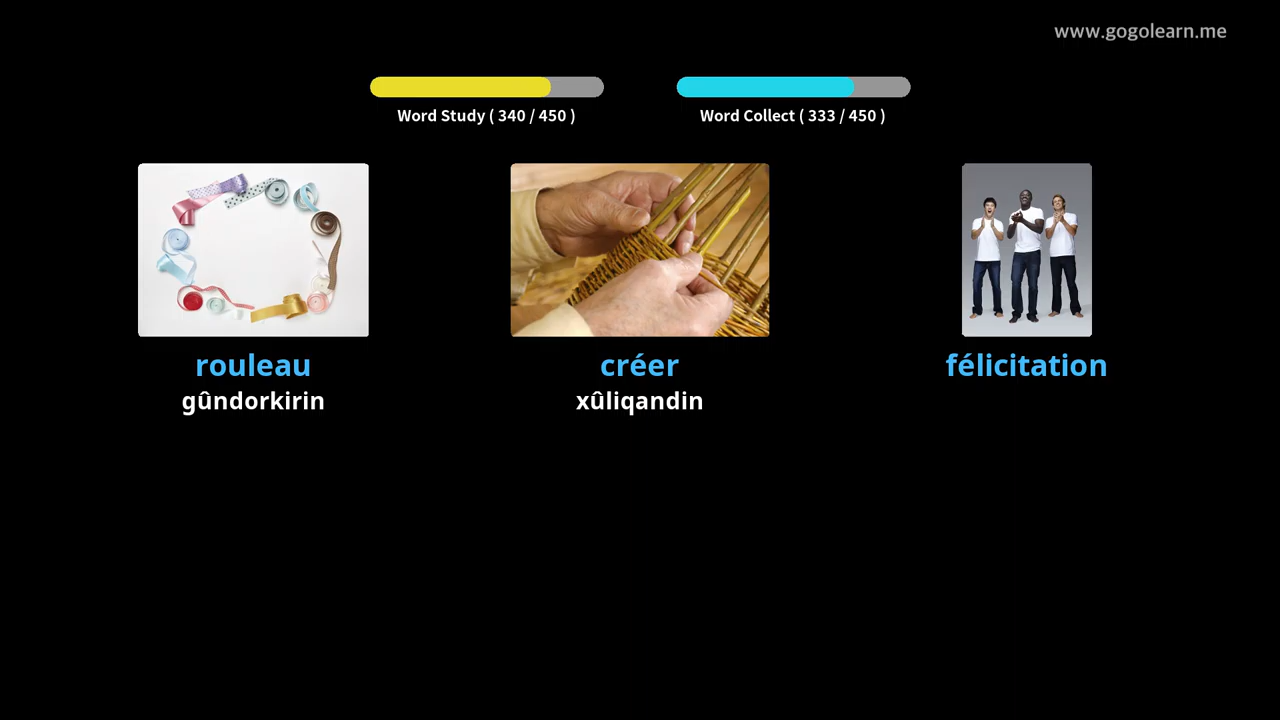 www.gogolearn.me
Word Study ( 340 / 450 )
Word Collect ( 333 / 450 )
rouleau
gûndorkirin
créer
xûliqandin
félicitation